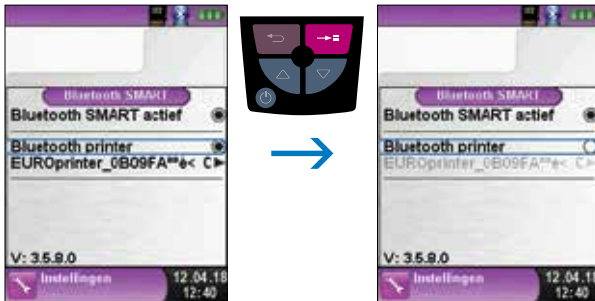 Bluetooth SMART
Bluetooth SMART actief
Bluetooth printer
EUROprinter_0B09FA°°è< C
V: 3.5.8.0
Instellingen
12.04.18
12:40
Bluetooth SMART
Bluetooth SMART actief
Bluetooth printer
EUROprinter_0B09FA°°è< C
V: 3.5.8.0
Instellingen
12.04.18
12:40